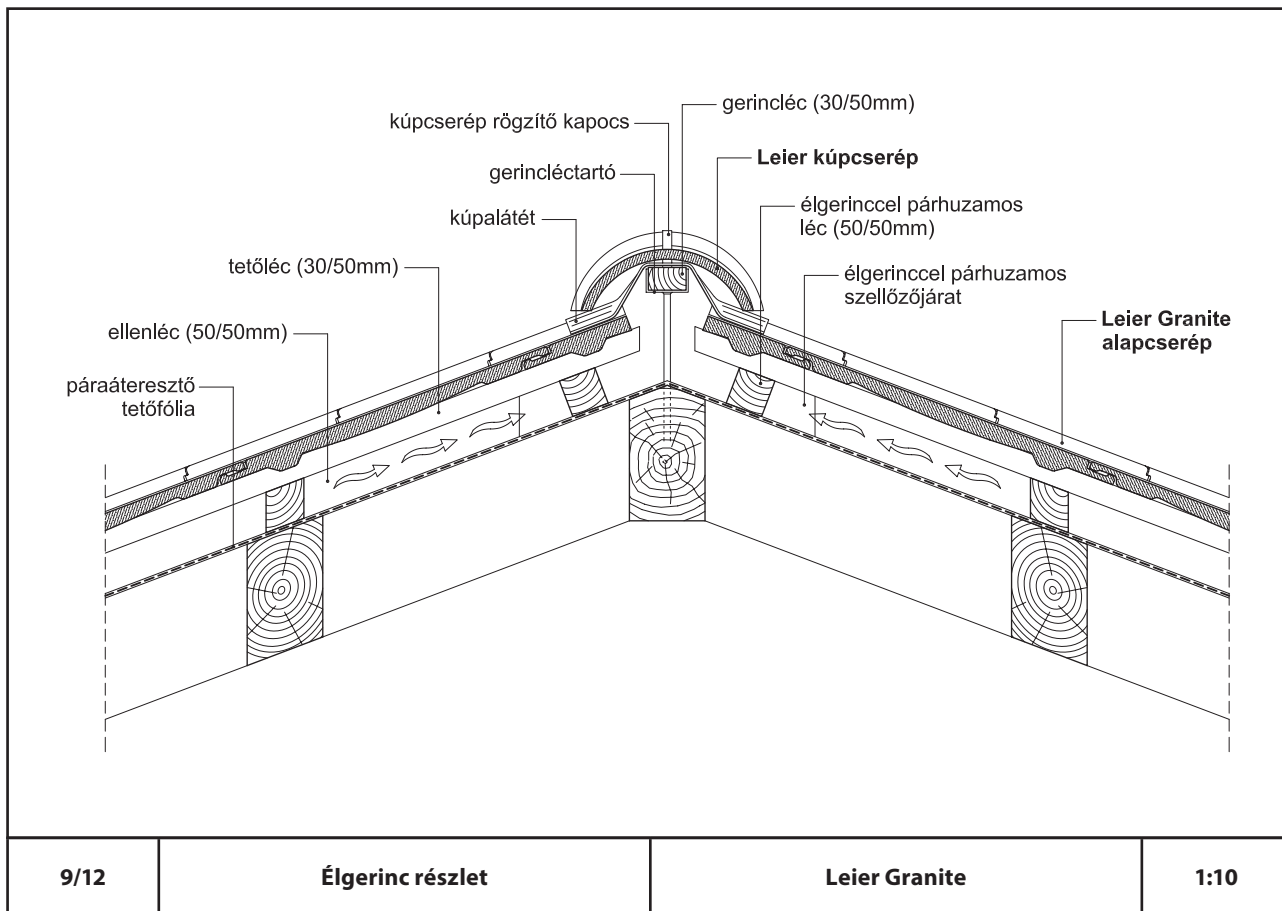 gerincléc (30/50mm)
kúpcserép rögzítő kapocs
Leier kúpcserép
gerincléctartó
élgerinccel párhuzamos
léc (50/50mm)
kúpalátét
tetőléc (30/50mm)
élgerinccel párhuzamos
szellőzőjárat
ellenléc (50/50mm)
Leier Granite
alapcserép
páraáteresztő
tetőfólia
9/12
Élgerinc részlet
Leier Granite
1:10